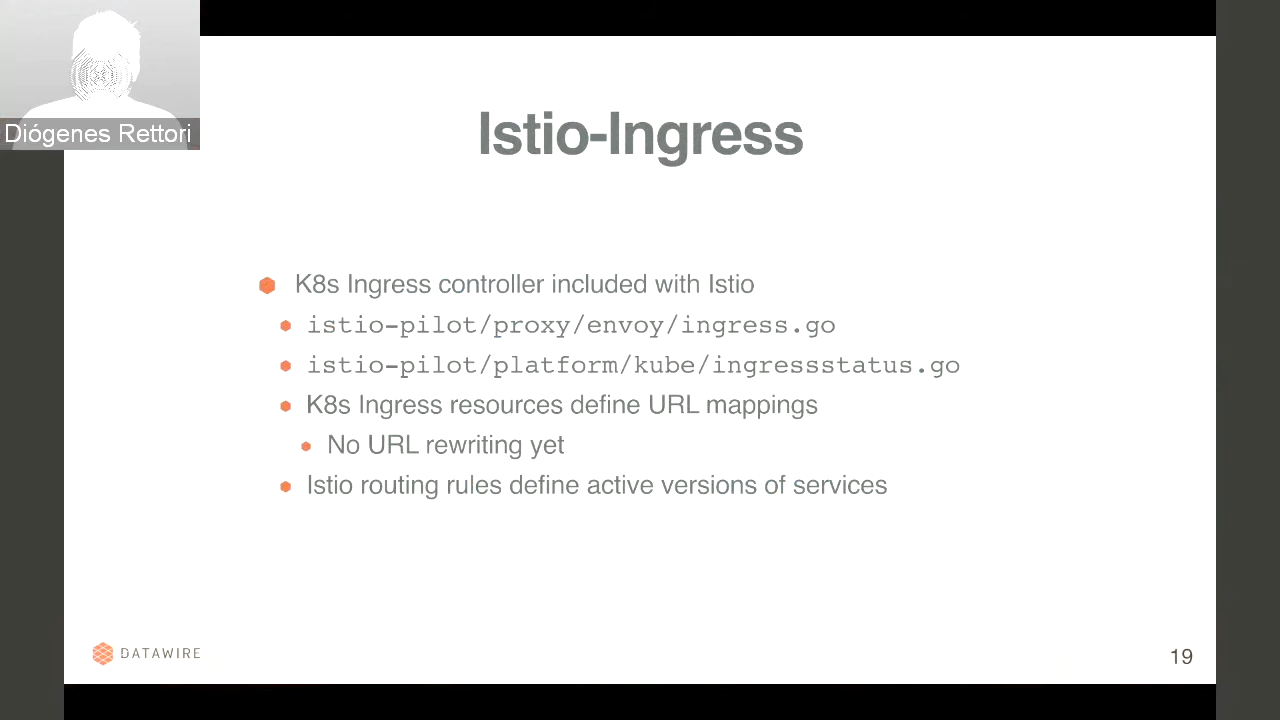 Diógenes Rettori
Istio-Ingress
K8s Ingress controller included with Istio
istio-pilot/proxy/envoy/ingress.go
istio-pilot/platform/kube/ingressstatus.go
K8s Ingress resources define URL mappings
No URL rewriting yet
Istio routing rules define active versions of services
DATAWIRE
19